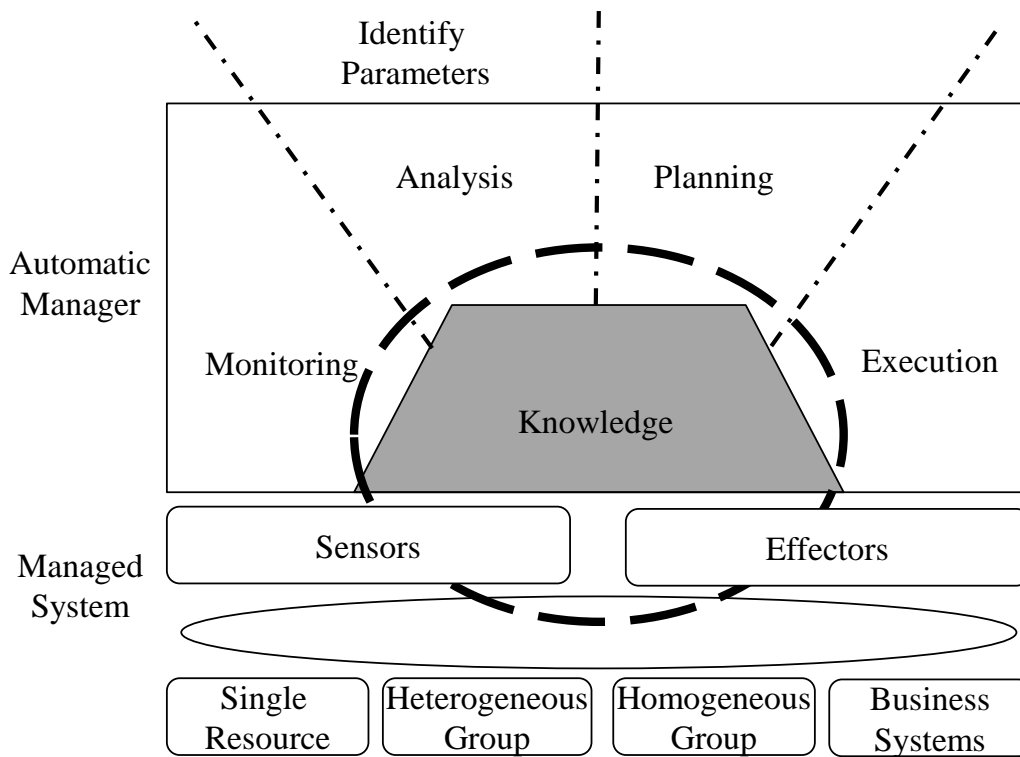 Identify
Parameters
Analysis
Planning
Automatic
Manager
Monitoring
Execution
Knowledge
Sensors
Effectors
Managed
System
Single
Resource
Heterogeneous
Group
Homogeneous
Group
Business
Systems